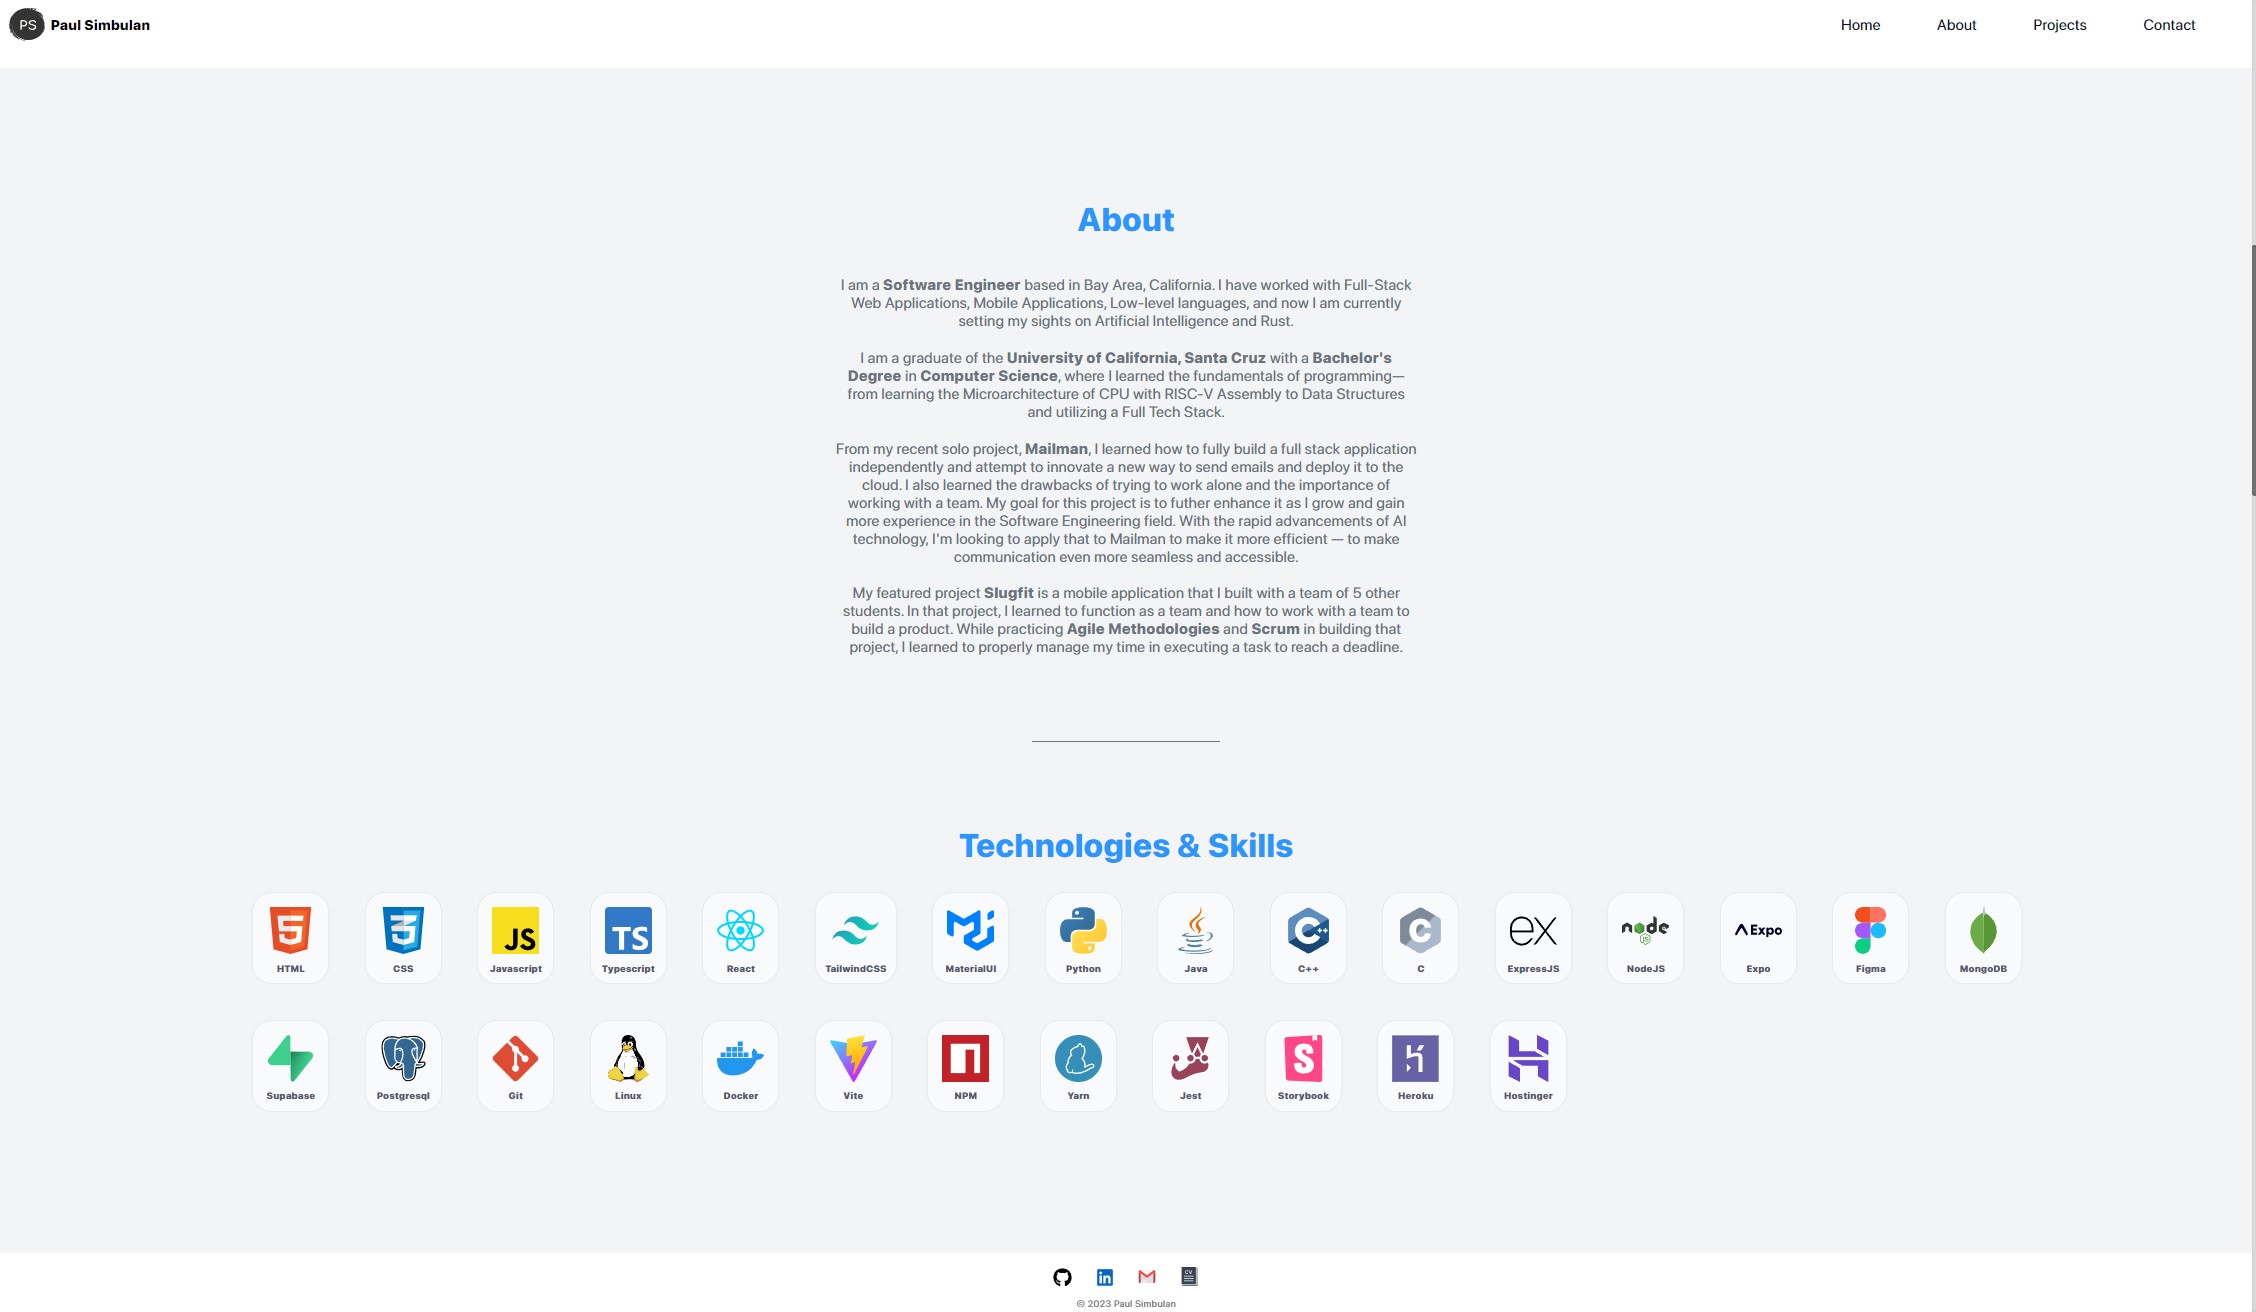 PS Paul Simbulan
Home About Projects Contact
About
I am a Software Engineer based in Bay Area, California. I have worked with Full-Stack
Web Applications, Mobile Applications, Low-level languages, and now I am currently
setting my sights on Artificial Intelligence and Rust.
I am a graduate of the University of California, Santa Cruz with a Bachelor's
Degree in Computer Science, where I learned the fundamentals of programming—
from learning the Microarchitecture of CPU with RISC-V Assembly to Data Structures
and utilizing a Full Tech Stack.
From my recent solo project, Mailman, I learned how to fully build a full stack application
independently and attempt to innovate a new way to send emails and deploy it to the
cloud. I also learned the drawbacks of trying to work alone and the importance of
working with a team. My goal for this project is to futher enhance it as I grow and gain
more experience in the Software Engineering field. With the rapid advancements of AI
technology, I'm looking to apply that to Mailman to make it more efficient — to make
communication even more seamless and accessible.
My featured project Slugfit is a mobile application that I built with a team of 5 other
students. In that project, I learned to function as a team and how to work with a team to
build a product. While practicing Agile Methodologies and Scrum in building that
project, I learned to properly manage my time in executing a task to reach a deadline.
Technologies & Skills
5 3 JS TS C++ C ex node JS Expo
HTML CSS Javascript Typescript React TailwindCSS MaterialUI Python Java C++ C ExpressJS NodeJS Expo Figma MongoDB
Supabase Postgresql Git Linux Docker Vite NPM Yarn Jest Storybook Heroku Hostinger
in CV
© 2023 Paul Simbulan